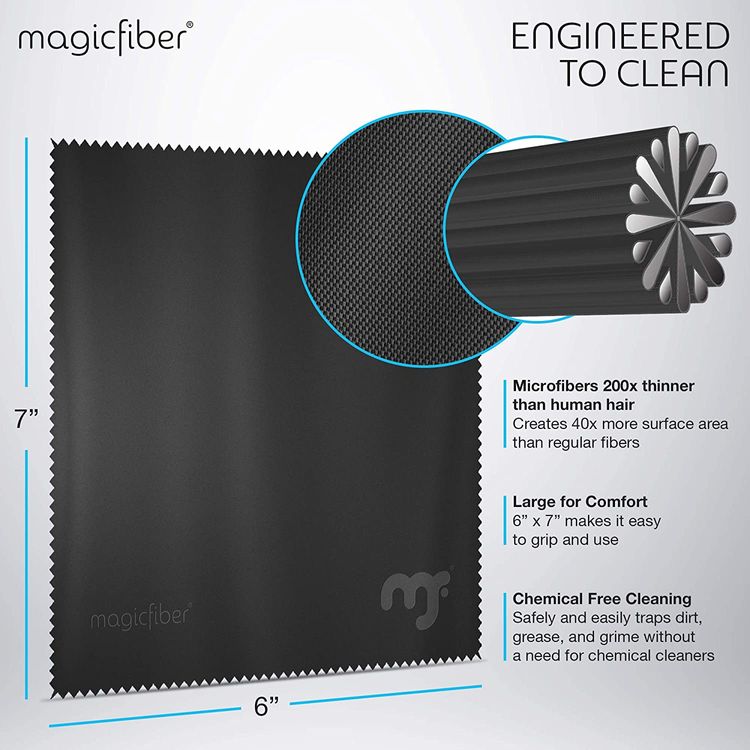 magicfiber®
ENGINEERED
TO CLEAN
7”
Microfibers 200x thinner
than human hair
Creates 40x more surface area
than regular fibers
Large for Comfort
6” x 7” makes it easy
to grip and use
Chemical Free Cleaning
Safely and easily traps dirt,
grease, and grime without
a need for chemical cleaners
magicfiber®
mf
6”